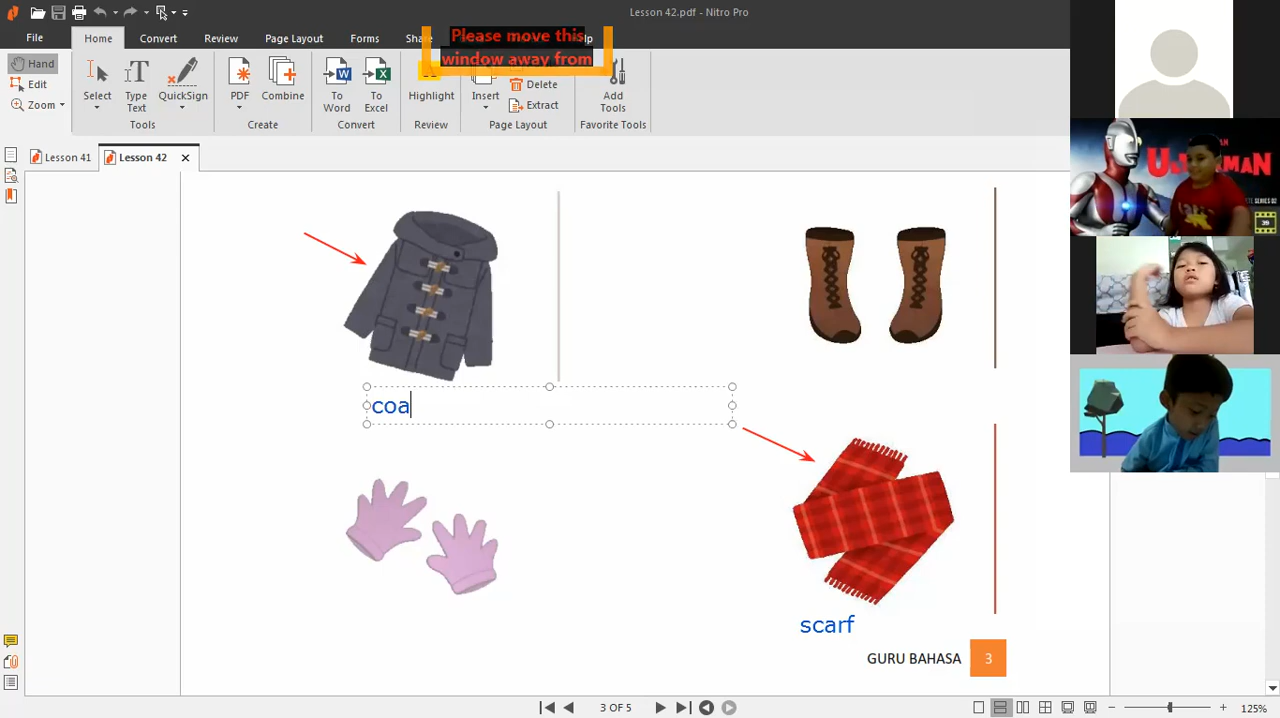 Lesson 42.pdf - Nitro Pro
File Home Convert Review Page Layout Forms
Please move this
window away from
Hand
Edit
Zoom
Select
Type
Text
QuickSign
Tools
PDF
Combine
Create
To
Word
To
Excel
Convert
Highlight
Review
Insert
Delete
Extract
Page Layout
Add
Tools
Favorite Tools
Lesson 41
Lesson 42
coa
scarf
GURU BAHASA 3
3 OF 5
125%
39